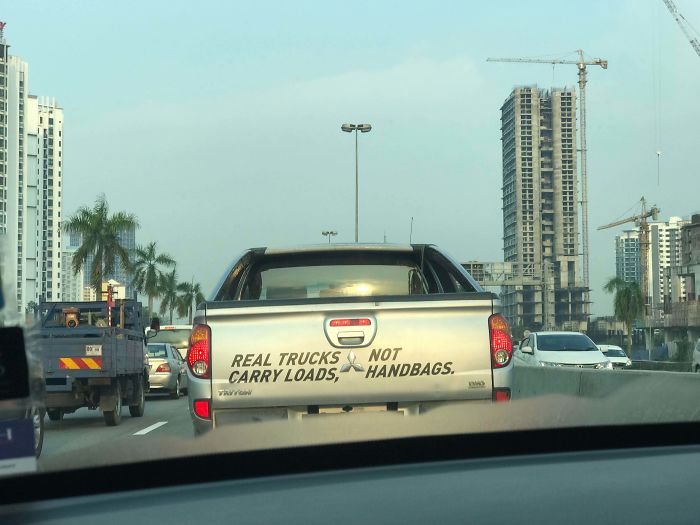 REAL TRUCKS NOT
CARRY LOADS, HANDBAGS.
TRITON